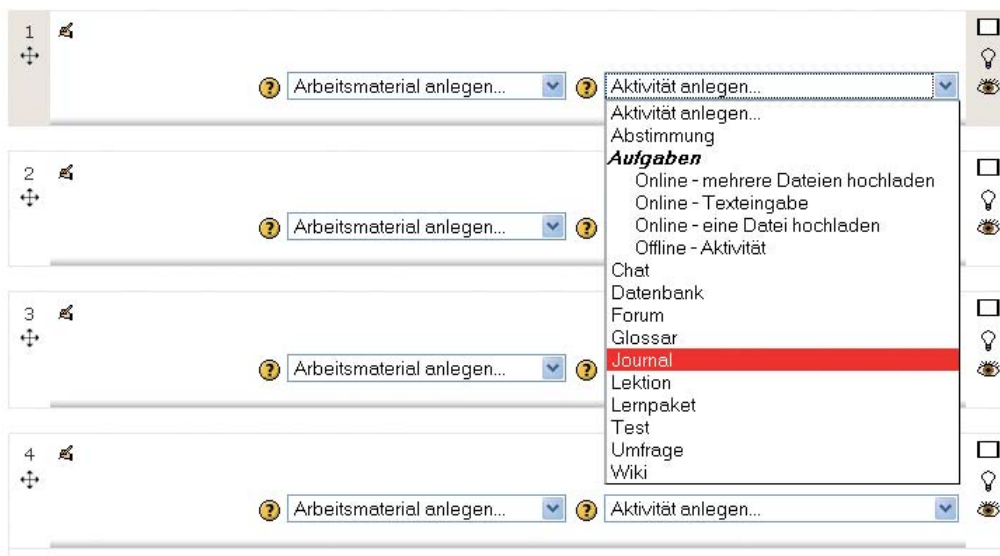 1
Arbeitsmaterial anlegen...
Aktivität anlegen...
Aktivität anlegen...
Abstimmung
Aufgaben
Online - mehrere Dateien hochladen
Online - Texteingabe
Online - eine Datei hochladen
Offline - Aktivität
Chat
Datenbank
Forum
Glossar
Journal
Lektion
Lernpaket
Test
Umfrage
Wiki
2
Arbeitsmaterial anlegen...
3
Arbeitsmaterial anlegen...
4
Arbeitsmaterial anlegen...
Aktivität anlegen...